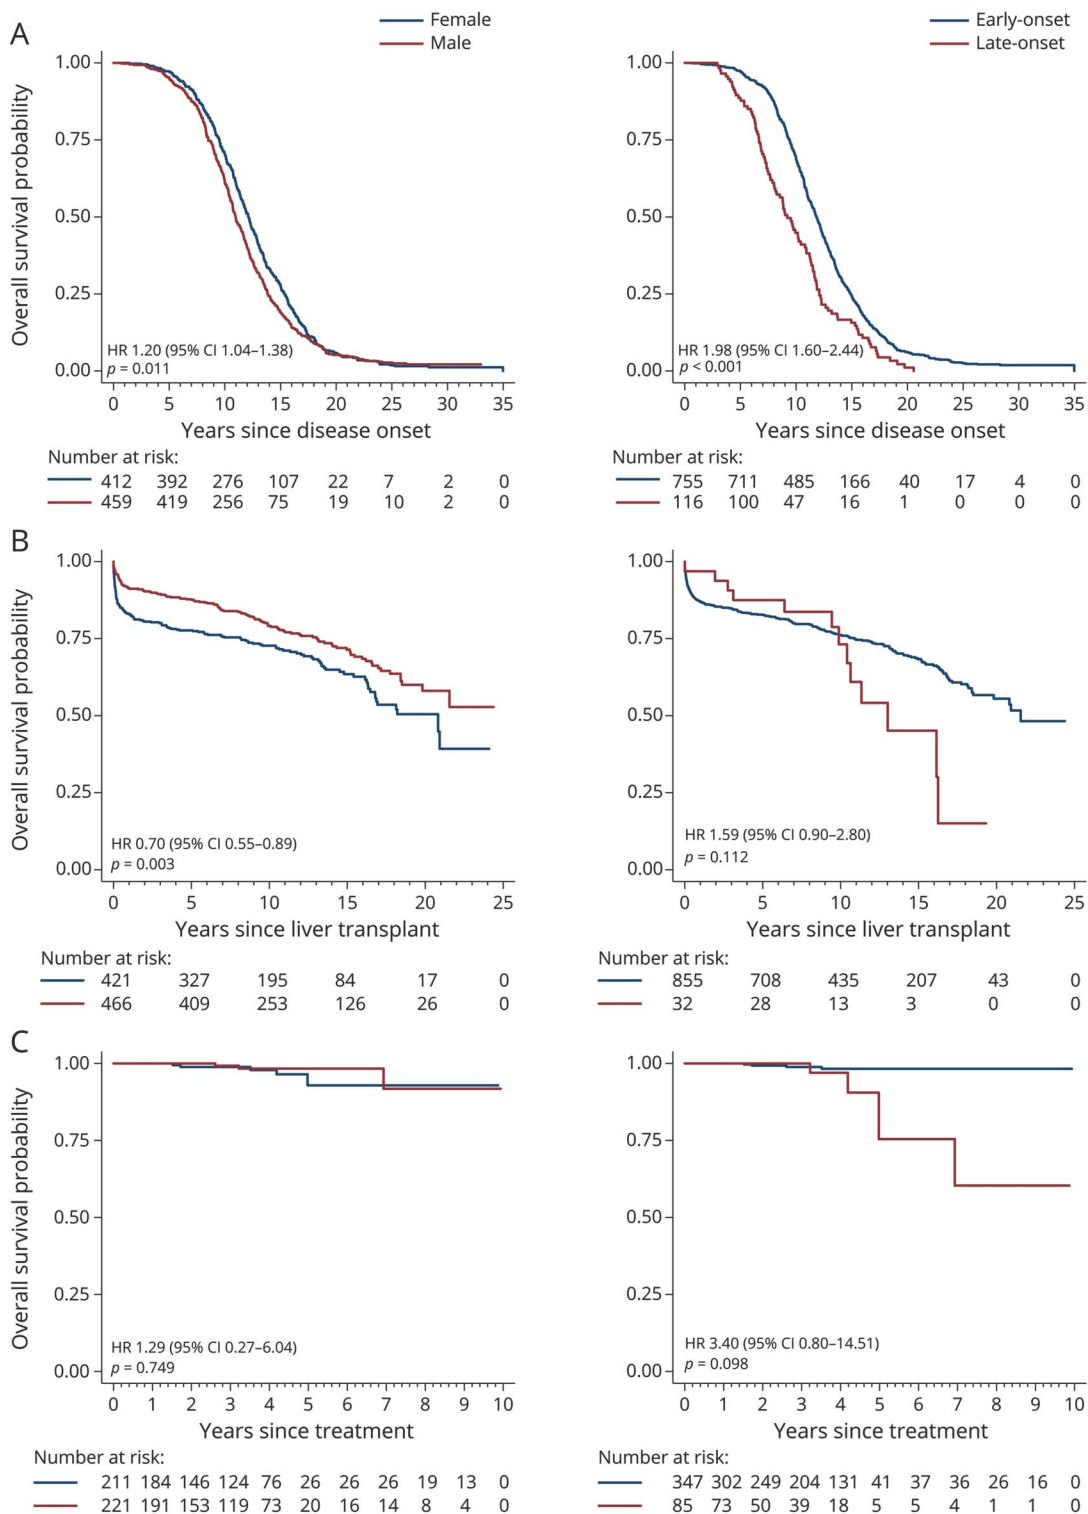 A
Female
Male
Early-onset
Late-onset
Overall survival probability
1.00
0.75
0.50
0.25
0.00
HR 1.20 (95% CI 1.04–1.38)
p = 0.011
0 5 10 15 20 25 30 35
Years since disease onset
Number at risk:
412 392 276 107 22 7 2 0
459 419 256 75 19 10 2 0
1.00
0.75
0.50
0.25
0.00
HR 1.98 (95% CI 1.60–2.44)
p < 0.001
0 5 10 15 20 25 30 35
Years since disease onset
Number at risk:
755 711 485 166 40 17 4 0
116 100 47 16 1 0 0 0
B
Overall survival probability
1.00
0.75
0.50
0.25
0.00
HR 0.70 (95% CI 0.55–0.89)
p = 0.003
0 5 10 15 20 25
Years since liver transplant
Number at risk:
421 327 195 84 17 0
466 409 253 126 26 0
1.00
0.75
0.50
0.25
0.00
HR 1.59 (95% CI 0.90–2.80)
p = 0.112
0 5 10 15 20 25
Years since liver transplant
Number at risk:
855 708 435 207 43 0
32 28 13 3 0 0
C
Overall survival probability
1.00
0.75
0.50
0.25
0.00
HR 1.29 (95% CI 0.27–6.04)
p = 0.749
0 1 2 3 4 5 6 7 8 9 10
Years since treatment
Number at risk:
211 184 146 124 76 26 26 26 19 13 0
221 191 153 119 73 20 16 14 8 4 0
1.00
0.75
0.50
0.25
0.00
HR 3.40 (95% CI 0.80–14.51)
p = 0.098
0 1 2 3 4 5 6 7 8 9 10
Years since treatment
Number at risk:
347 302 249 204 131 41 37 36 26 16 0
85 73 50 39 18 5 5 4 1 1 0